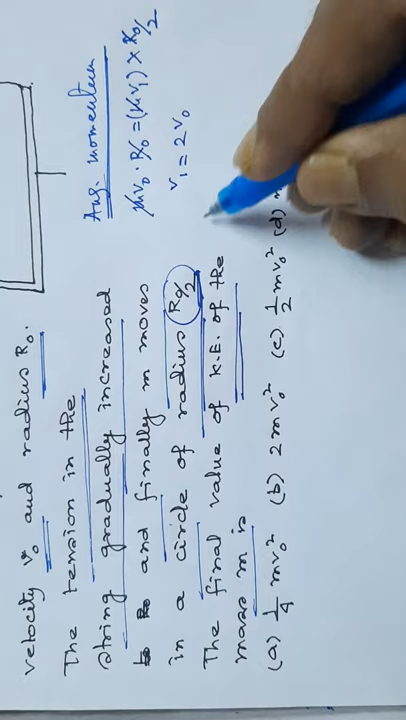 velocity v₀ and radius R₀.
The tension in the
string gradually increased
and finally m moves
in a circle of radius R₀/2
The final value of K.E. of the
mass m is
(a) 1/4 mv₀² (b) 2mv₀² (c) 1/2 mv₀² (d)
Ang. momentum
mv₀ · R₀ = (mv₁) × R₀/2
v₁ = 2v₀